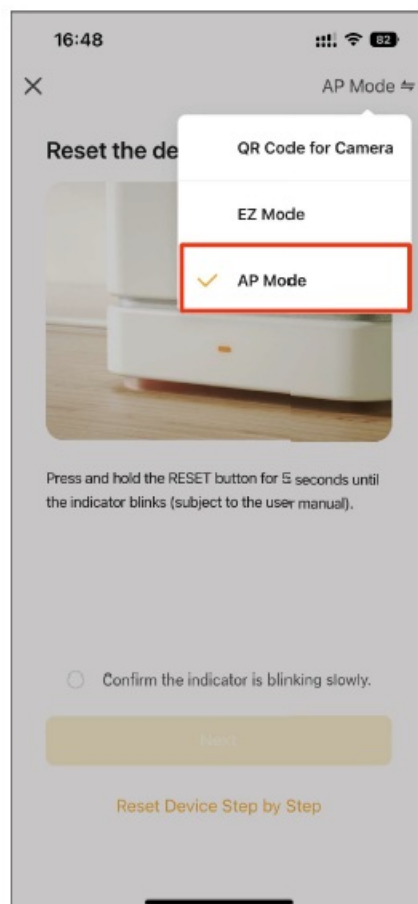 16:48
82
AP Mode
Reset the de
QR Code for Camera
EZ Mode
AP Mode
Press and hold the RESET button for 5 seconds until
the indicator blinks (subject to the user manual).
Confirm the indicator is blinking slowly.
Next
Reset Device Step by Step